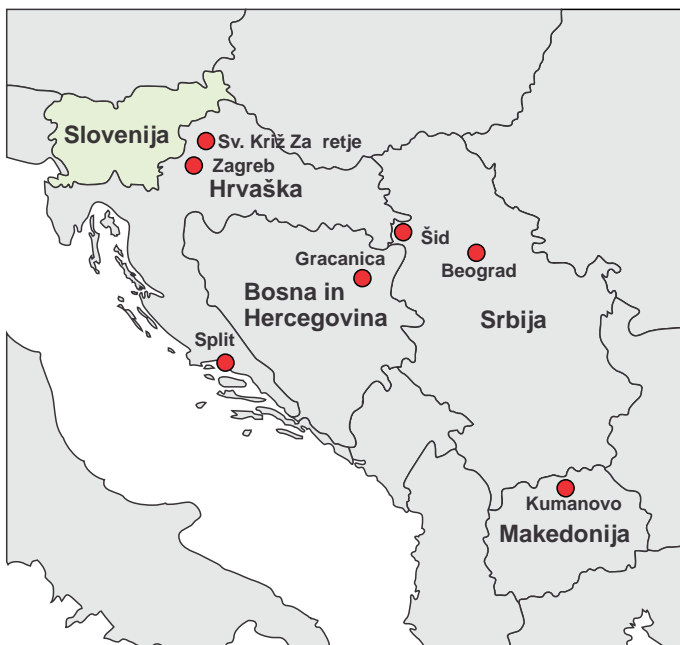 Slovenija
Sv. Križ Za retje
Zagreb
Hrvaška
Šid
Gracanica
Beograd
Bosna in
Hercegovina
Srbija
Split
Kumanovo
Makedonija